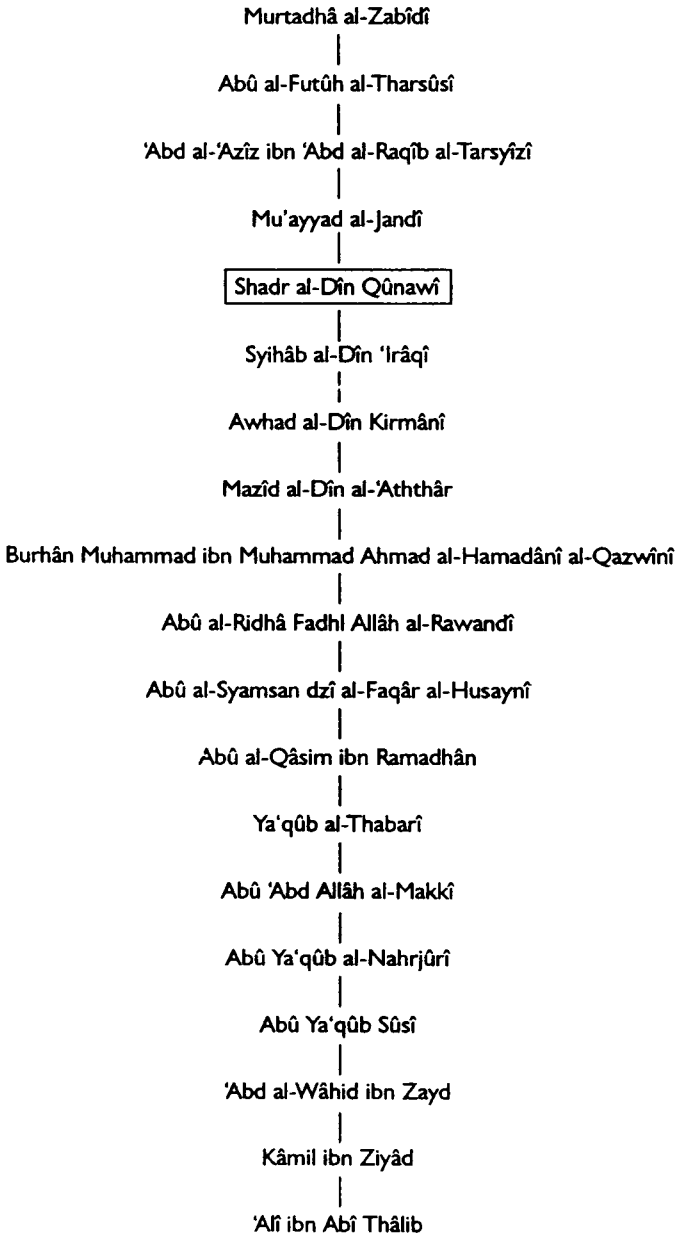 Murtadhâ al-Zabîdî
Abû al-Futûh al-Tharsûsî
‘Abd al-‘Azîz ibn ‘Abd al-Raqîb al-Tarsyîzî
Mu’ayyad al-Jandî
Shadr al-Dîn Qûnawî
Syihâb al-Dîn ‘Irâqî
Awhad al-Dîn Kirmânî
Mazîd al-Dîn al-‘Aththâr
Burhân Muhammad ibn Muhammad Ahmad al-Hamadânî al-Qazwînî
Abû al-Ridhâ Fadhl Allâh al-Rawandî
Abû al-Syamsan dzî al-Faqâr al-Husaynî
Abû al-Qâsim ibn Ramadhân
Ya‘qûb al-Thabarî
Abû ‘Abd Allâh al-Makkî
Abû Ya‘qûb al-Nahrjûrî
Abû Ya‘qûb Sûsî
‘Abd al-Wâhid ibn Zayd
Kâmil ibn Ziyâd
‘Alî ibn Abî Thâlib